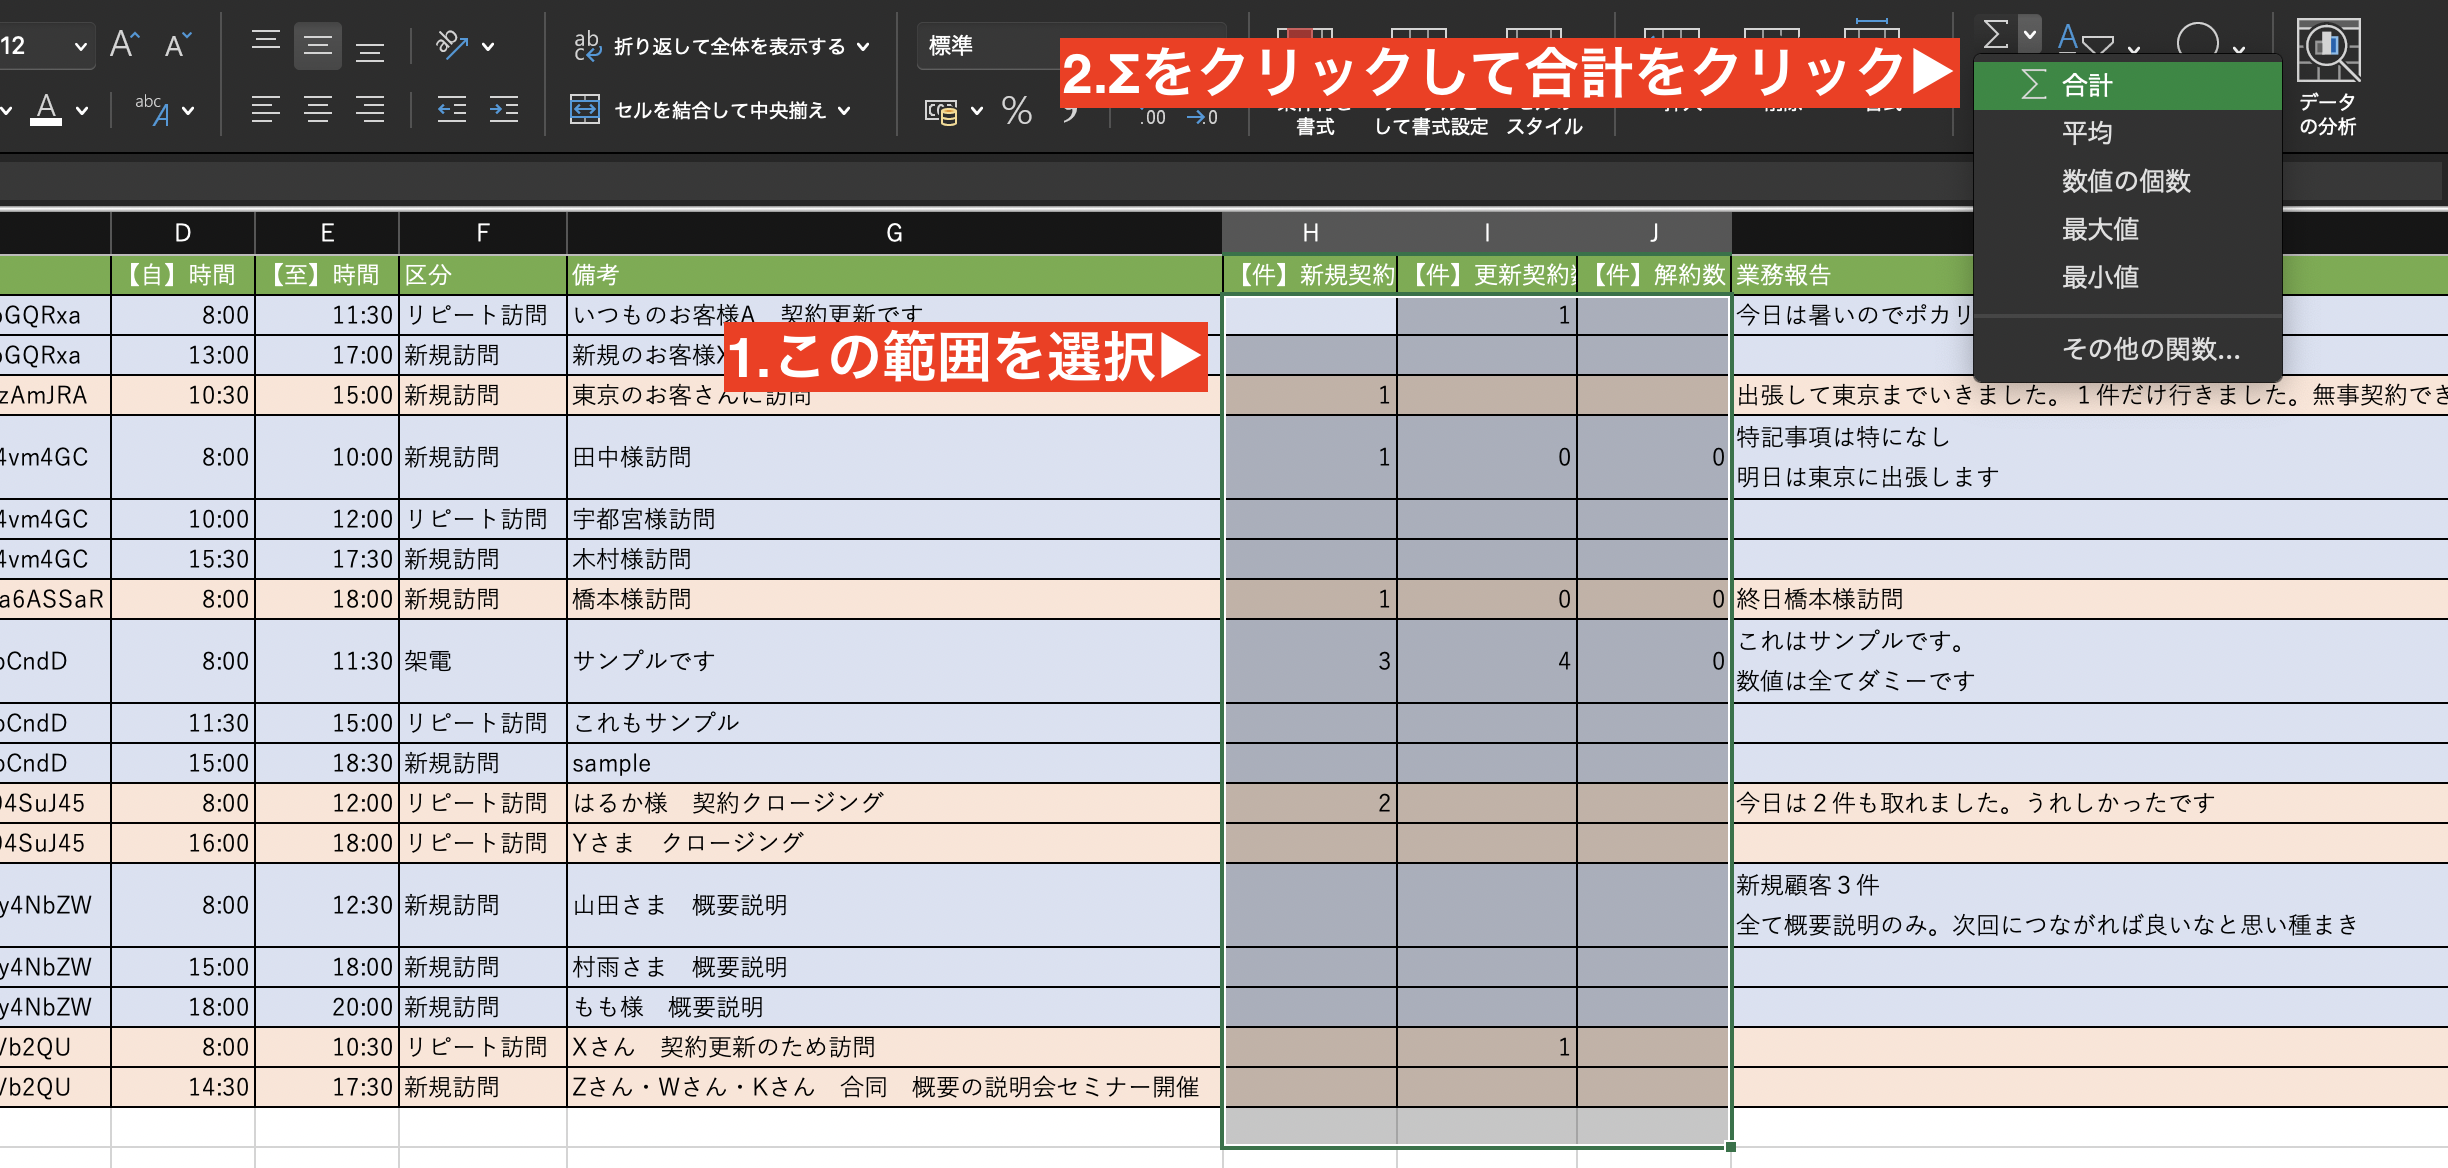 12
折り返して全体を表示する
標準
セルを結合して中央揃え
%
.00
.0
書式
して書式設定
スタイル
2.Σをクリックして合計をクリック▶
合計
平均
数値の個数
最大値
最小値
その他の関数...
データ
の分析
D E F G H I J
【自】時間 【至】時間 区分 備考 【件】新規契約 【件】更新契約 【件】解約数 業務報告
GQRxa 8:00 11:30 リピート訪問 いつものお客様A 契約更新です 1 今日は暑いのでポカリ
1.この範囲を選択▶
GQRxa 13:00 17:00 新規訪問 新規のお客様X
zAmJRA 10:30 15:00 新規訪問 東京のお客さんに訪問 1 出張して東京までいきました。１件だけ行きました。無事契約でき
4vm4GC 8:00 10:00 新規訪問 田中様訪問 1 0 0 特記事項は特になし
明日は東京に出張します
4vm4GC 10:00 12:00 リピート訪問 宇都宮様訪問
4vm4GC 15:30 17:30 新規訪問 木村様訪問
a6ASSaR 8:00 18:00 新規訪問 橋本様訪問 1 0 0 終日橋本様訪問
CndD 8:00 11:30 架電 サンプルです 3 4 0 これはサンプルです。
数値は全てダミーです
CndD 11:30 15:00 リピート訪問 これもサンプル
CndD 15:00 18:30 新規訪問 sample
4SuJ45 8:00 12:00 リピート訪問 はるか様 契約クロージング 2 今日は２件も取れました。うれしかったです
4SuJ45 16:00 18:00 リピート訪問 Yさま クロージング
y4NbZW 8:00 12:30 新規訪問 山田さま 概要説明 新規顧客３件
全て概要説明のみ。次回につながれば良いなと思い種まき
y4NbZW 15:00 18:00 新規訪問 村雨さま 概要説明
y4NbZW 18:00 20:00 新規訪問 もも様 概要説明
Vb2QU 8:00 10:30 リピート訪問 Xさん 契約更新のため訪問 1
Vb2QU 14:30 17:30 新規訪問 Zさん・Wさん・Kさん 合同 概要の説明会セミナー開催